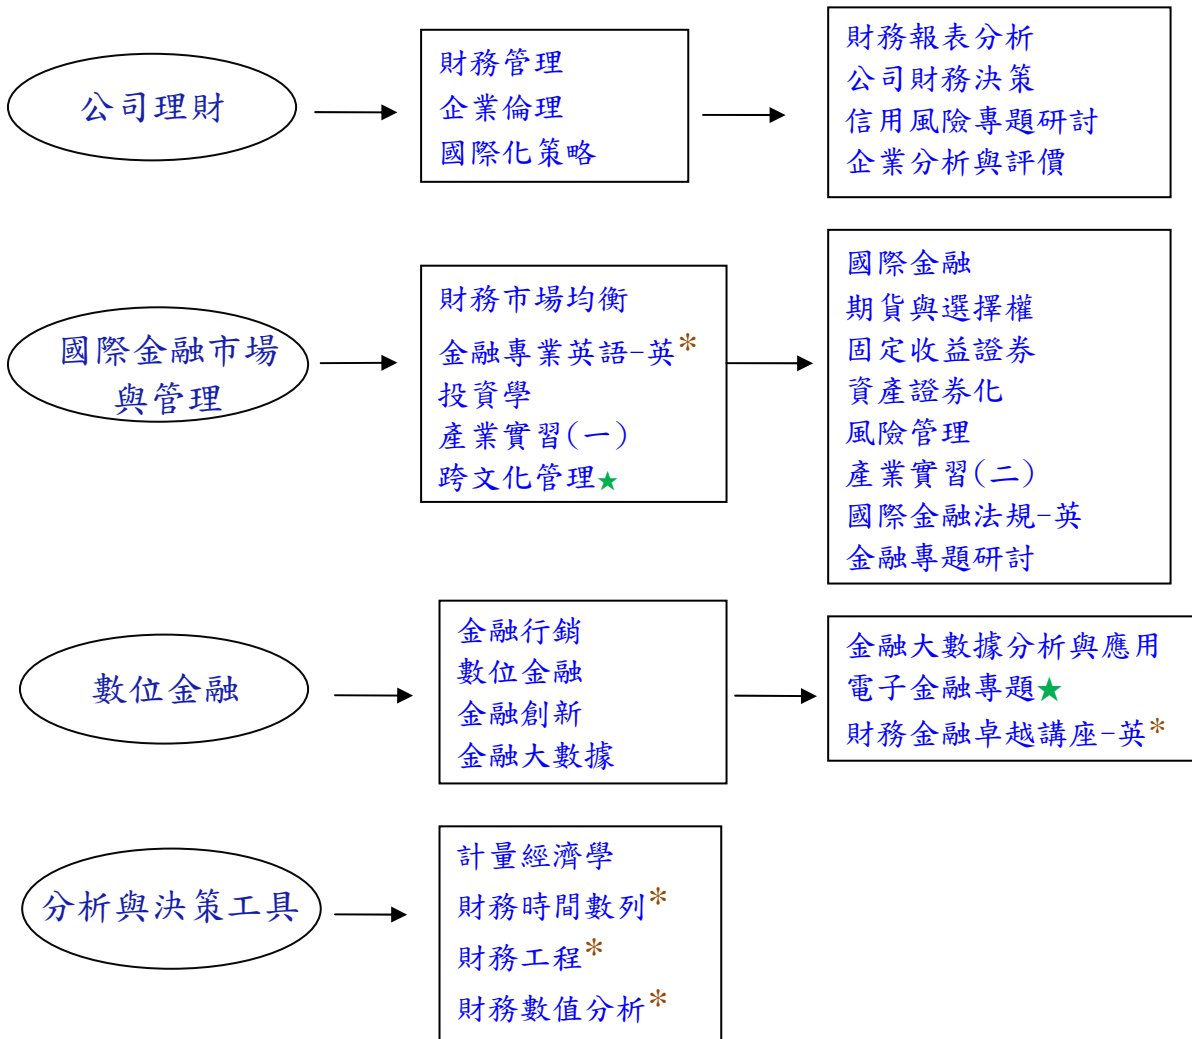 公司理財
財務管理
企業倫理
國際化策略
財務報表分析
公司財務決策
信用風險專題研討
企業分析與評價
國際金融市場
與管理
財務市場均衡
金融專業英語-英*
投資學
產業實習(一)
跨文化管理★
國際金融
期貨與選擇權
固定收益證券
資產證券化
風險管理
產業實習(二)
國際金融法規-英
金融專題研討
數位金融
金融行銷
數位金融
金融創新
金融大數據
金融大數據分析與應用
電子金融專題★
財務金融卓越講座-英*
分析與決策工具
計量經濟學
財務時間數列*
財務工程*
財務數值分析*